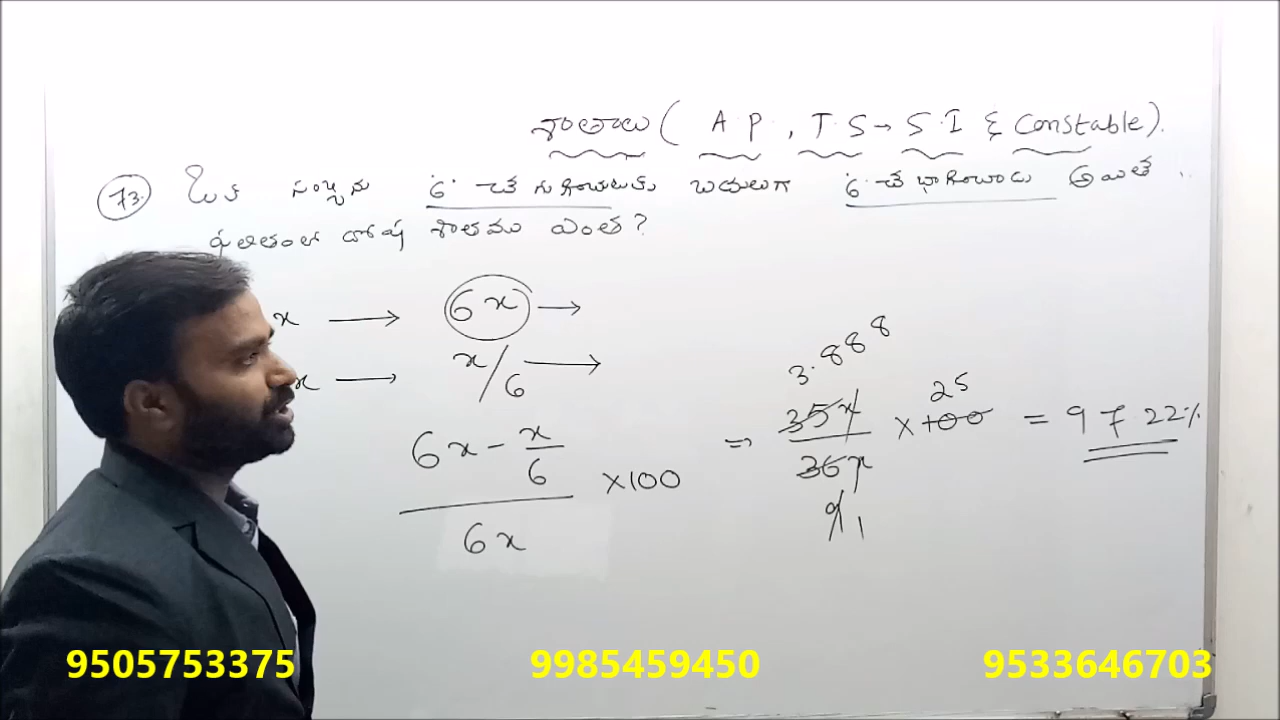 శాతాలు ( A.P , T.S → S.I & Constable).
73. ఒక సంఖ్యను '6' చే గుణించుటకు బదులుగా '6' చే భాగించాడు అయితే
ఫలితంలో దోష శాతము ఎంత?
x → 6x →
x → x/6 →
6x - x/6
6x
×100
⇒
3.888
35x
36x
9 1
25
×100
= 97.22%
9505753375 9985459450 9533646703